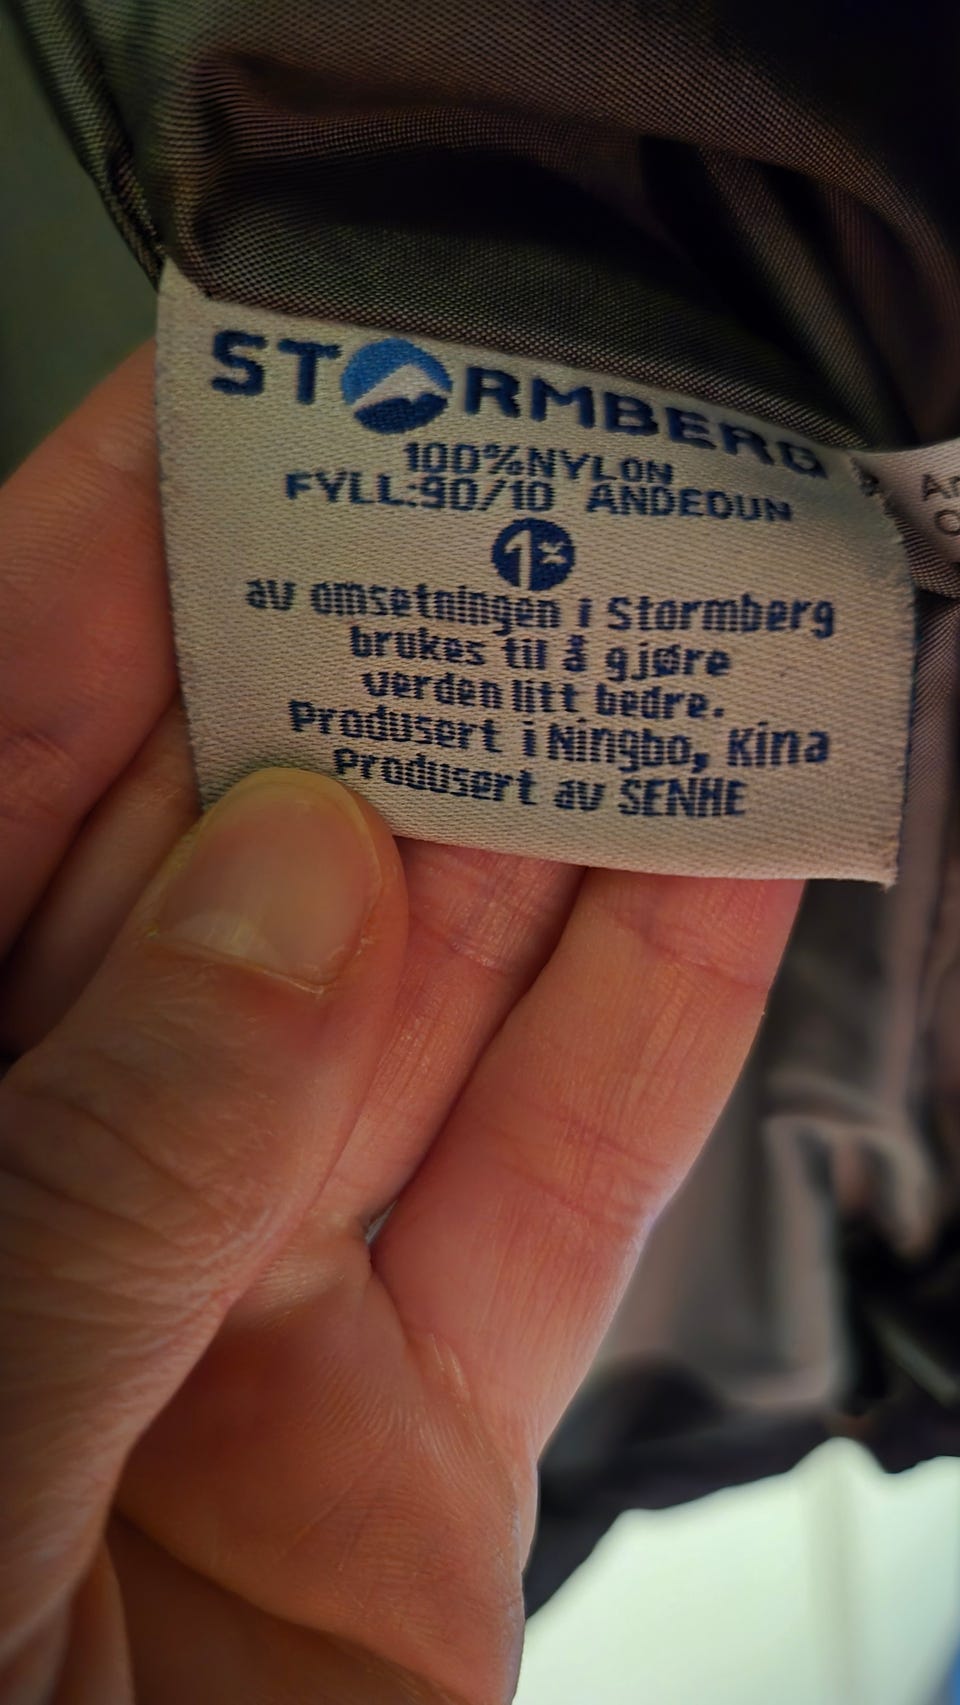 STORMBERG
100%NYLON
FYLL:90/10 ANDEDUN
1%
av omsetningen i Stormberg
brukes til å gjøre
verden litt bedre.
Produsert i Ningbo, Kina
Produsert av SENHE